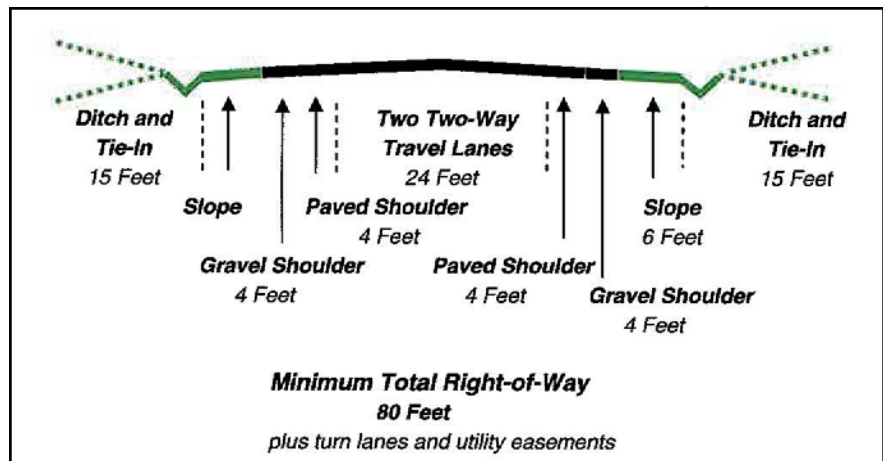 Ditch and
Tie-In
15 Feet
Two Two-Way
Travel Lanes
24 Feet
Ditch and
Tie-In
15 Feet
Slope
Paved Shoulder
4 Feet
Slope
6 Feet
Gravel Shoulder
4 Feet
Paved Shoulder
4 Feet
Gravel Shoulder
4 Feet
Minimum Total Right-of-Way
80 Feet
plus turn lanes and utility easements